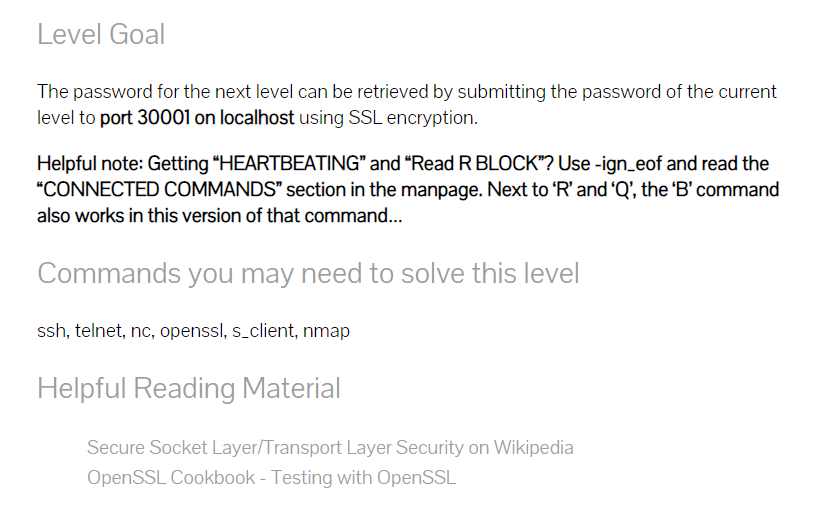 Level Goal
The password for the next level can be retrieved by submitting the password of the current
level to port 30001 on localhost using SSL encryption.
Helpful note: Getting “HEARTBEATING” and “Read R BLOCK”? Use -ign_eof and read the
“CONNECTED COMMANDS” section in the manpage. Next to ‘R’ and ‘Q’, the ‘B’ command
also works in this version of that command…
Commands you may need to solve this level
ssh, telnet, nc, openssl, s_client, nmap
Helpful Reading Material
Secure Socket Layer/Transport Layer Security on Wikipedia
OpenSSL Cookbook - Testing with OpenSSL